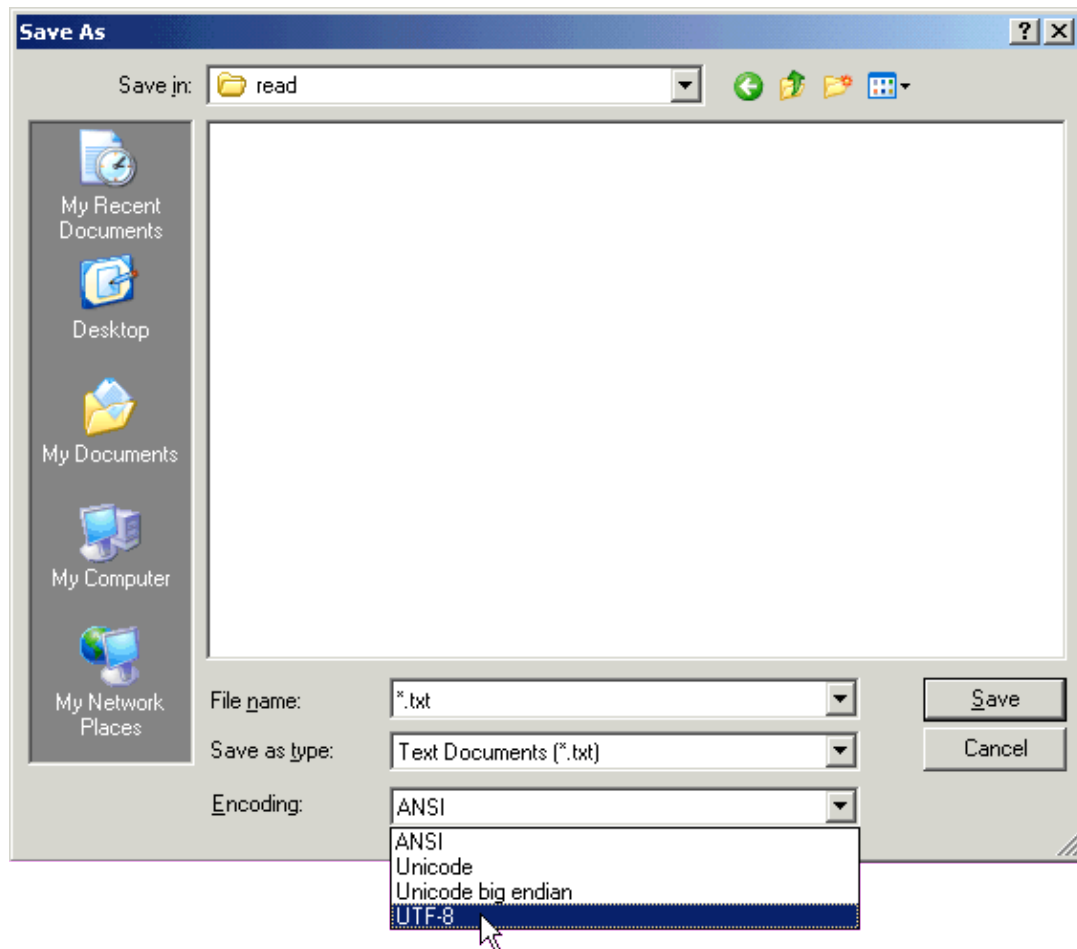 Save As
Save in:
read
My Recent
Documents
Desktop
My Documents
My Computer
My Network
Places
File name:
*.txt
Save
Save as type:
Text Documents (*.txt)
Cancel
Encoding:
ANSI
ANSI
Unicode
Unicode big endian
UTF-8